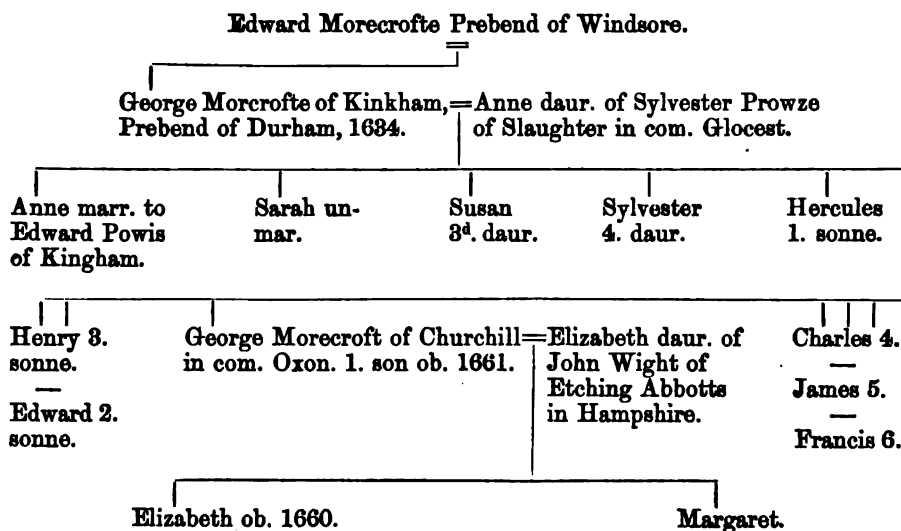 Edward Morecrofte Prebend of Windsore.
George Morcrofte of Kinkham,=Anne daur. of Sylvester Prowze
Prebend of Durham, 1634. of Slaughter in com. Glocest.
Anne marr. to
Edward Powis
of Kingham.
Sarah un-
mar.
Susan
3d. daur.
Sylvester
4. daur.
Hercules
1. sonne.
Henry 3.
sonne.
—
Edward 2.
sonne.
George Morecroft of Churchill=Elizabeth daur. of
in com. Oxon. 1. son ob. 1661. John Wight of
Etching Abbotts
in Hampshire.
Charles 4.
—
James 5.
—
Francis 6.
Elizabeth ob. 1660.
Margaret.